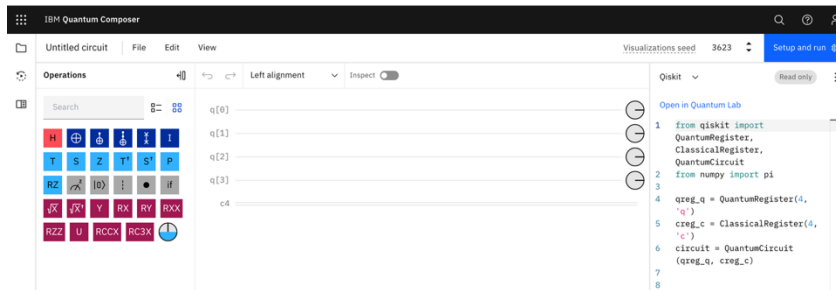 IBM Quantum Composer
Untitled circuit File Edit View Visualizations seed 3623 Setup and run
Operations Left alignment Inspect Qiskit Read only
Search
Open in Quantum Lab
H I
T S Z T† S† P
RZ |0⟩ if
√X √X† Y RX RY RXX
RZZ U RCCX RC3X
q[0]
q[1]
q[2]
q[3]
c4
1 from qiskit import
QuantumRegister,
ClassicalRegister,
QuantumCircuit
2 from numpy import pi
3
4 qreg_q = QuantumRegister(4,
'q')
5 creg_c = ClassicalRegister(4,
'c')
6 circuit = QuantumCircuit
(qreg_q, creg_c)
7
8